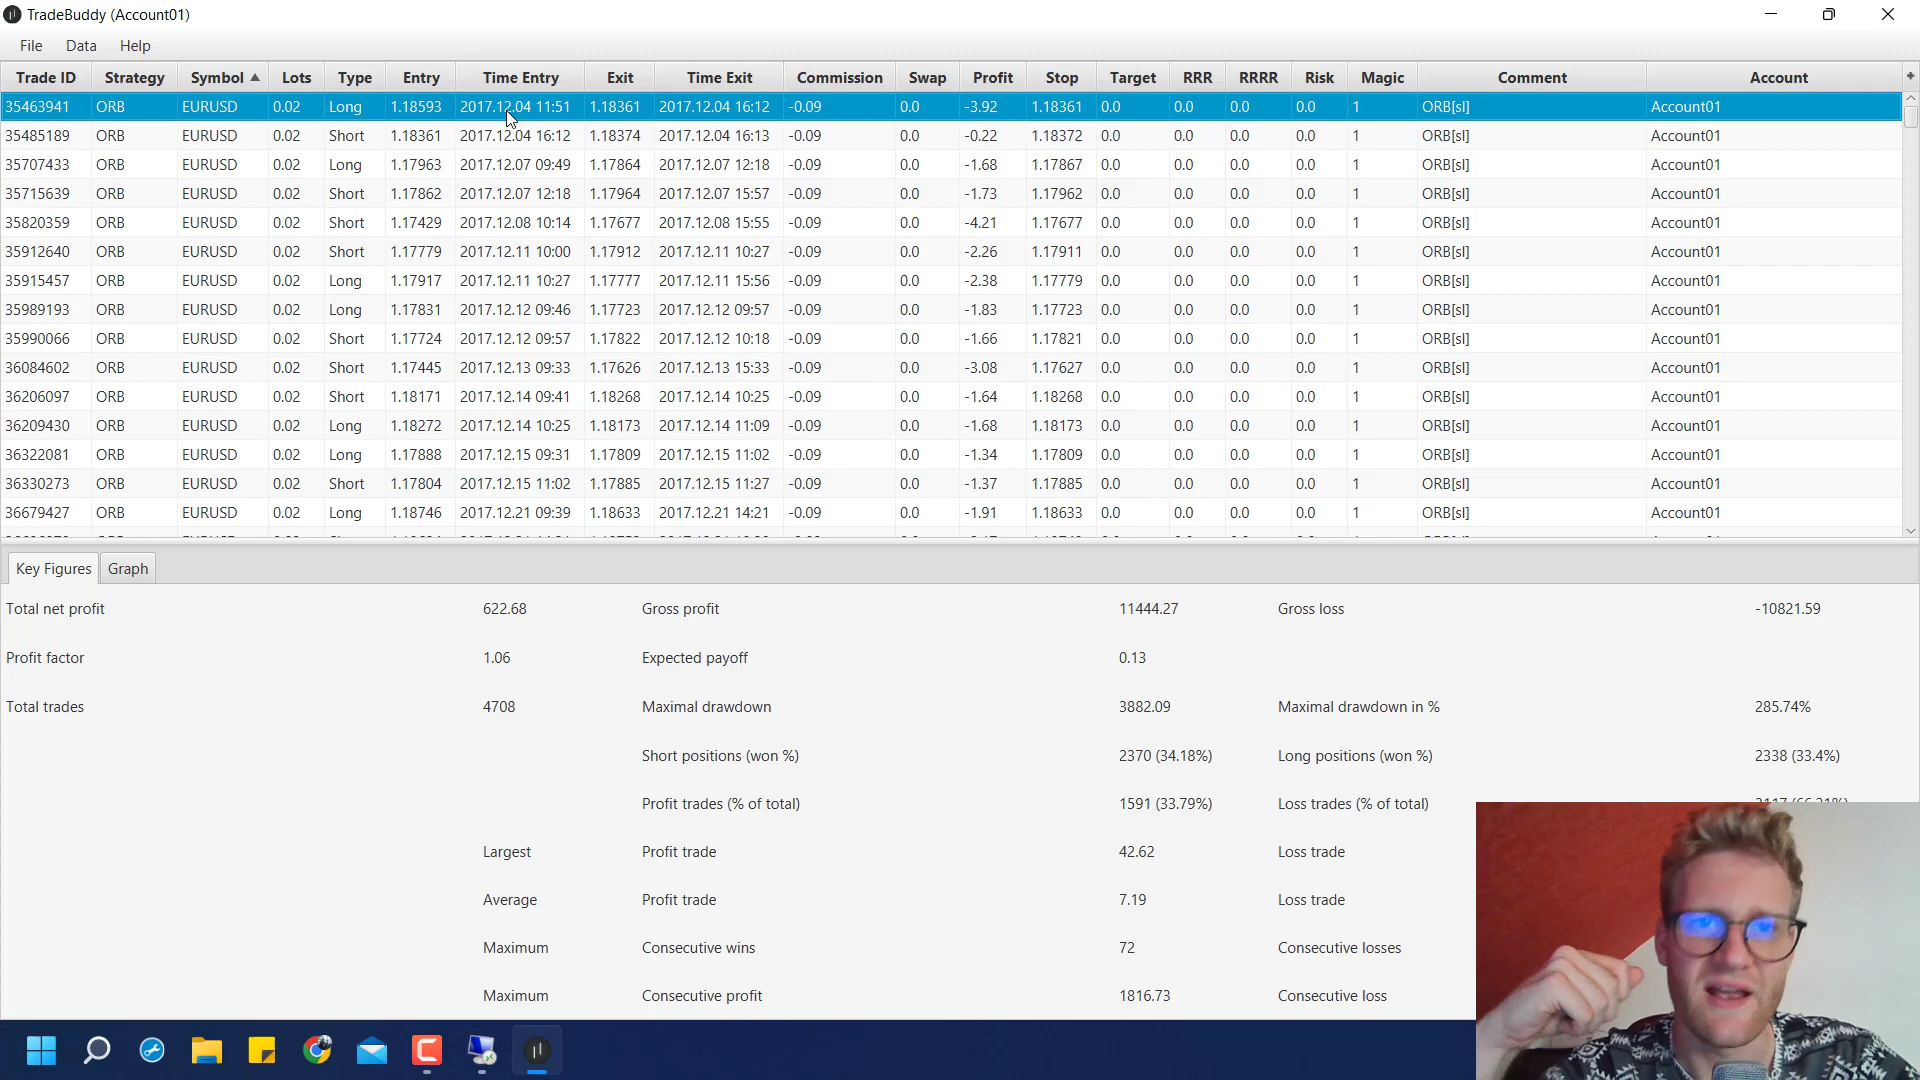 TradeBuddy (Account01)
File Data Help
Trade ID Strategy Symbol Lots Type Entry Time Entry Exit Time Exit Commission Swap Profit Stop Target RRR RRRR Risk Magic Comment Account +
35463941 ORB EURUSD 0.02 Long 1.18593 2017.12.04 11:51 1.18361 2017.12.04 16:12 -0.09 0.0 -3.92 1.18361 0.0 0.0 0.0 0.0 1 ORB[sl] Account01
35485189 ORB EURUSD 0.02 Short 1.18361 2017.12.04 16:12 1.18374 2017.12.04 16:13 -0.09 0.0 -0.22 1.18372 0.0 0.0 0.0 0.0 1 ORB[sl] Account01
35707433 ORB EURUSD 0.02 Long 1.17963 2017.12.07 09:49 1.17864 2017.12.07 12:18 -0.09 0.0 -1.68 1.17867 0.0 0.0 0.0 0.0 1 ORB[sl] Account01
35715639 ORB EURUSD 0.02 Short 1.17862 2017.12.07 12:18 1.17964 2017.12.07 15:57 -0.09 0.0 -1.73 1.17962 0.0 0.0 0.0 0.0 1 ORB[sl] Account01
35820359 ORB EURUSD 0.02 Short 1.17429 2017.12.08 10:14 1.17677 2017.12.08 15:55 -0.09 0.0 -4.21 1.17677 0.0 0.0 0.0 0.0 1 ORB[sl] Account01
35912640 ORB EURUSD 0.02 Short 1.17779 2017.12.11 10:00 1.17912 2017.12.11 10:27 -0.09 0.0 -2.26 1.17911 0.0 0.0 0.0 0.0 1 ORB[sl] Account01
35915457 ORB EURUSD 0.02 Long 1.17917 2017.12.11 10:27 1.17777 2017.12.11 15:56 -0.09 0.0 -2.38 1.17779 0.0 0.0 0.0 0.0 1 ORB[sl] Account01
35989193 ORB EURUSD 0.02 Long 1.17831 2017.12.12 09:46 1.17723 2017.12.12 09:57 -0.09 0.0 -1.83 1.17723 0.0 0.0 0.0 0.0 1 ORB[sl] Account01
35990066 ORB EURUSD 0.02 Short 1.17724 2017.12.12 09:57 1.17822 2017.12.12 10:18 -0.09 0.0 -1.66 1.17821 0.0 0.0 0.0 0.0 1 ORB[sl] Account01
36084602 ORB EURUSD 0.02 Short 1.17445 2017.12.13 09:33 1.17626 2017.12.13 15:33 -0.09 0.0 -3.08 1.17627 0.0 0.0 0.0 0.0 1 ORB[sl] Account01
36206097 ORB EURUSD 0.02 Short 1.18171 2017.12.14 09:41 1.18268 2017.12.14 10:25 -0.09 0.0 -1.64 1.18268 0.0 0.0 0.0 0.0 1 ORB[sl] Account01
36209430 ORB EURUSD 0.02 Long 1.18272 2017.12.14 10:25 1.18173 2017.12.14 11:09 -0.09 0.0 -1.68 1.18173 0.0 0.0 0.0 0.0 1 ORB[sl] Account01
36322081 ORB EURUSD 0.02 Long 1.17888 2017.12.15 09:31 1.17809 2017.12.15 11:02 -0.09 0.0 -1.34 1.17809 0.0 0.0 0.0 0.0 1 ORB[sl] Account01
36330273 ORB EURUSD 0.02 Short 1.17804 2017.12.15 11:02 1.17885 2017.12.15 11:27 -0.09 0.0 -1.37 1.17885 0.0 0.0 0.0 0.0 1 ORB[sl] Account01
36679427 ORB EURUSD 0.02 Long 1.18746 2017.12.21 09:39 1.18633 2017.12.21 14:21 -0.09 0.0 -1.91 1.18633 0.0 0.0 0.0 0.0 1 ORB[sl] Account01
Key Figures Graph
Total net profit 622.68 Gross profit 11444.27 Gross loss -10821.59
Profit factor 1.06 Expected payoff 0.13
Total trades 4708 Maximal drawdown 3882.09 Maximal drawdown in % 285.74%
Short positions (won %) 2370 (34.18%) Long positions (won %) 2338 (33.4%)
Profit trades (% of total) 1591 (33.79%) Loss trades (% of total)
Largest Profit trade 42.62 Loss trade
Average Profit trade 7.19 Loss trade
Maximum Consecutive wins 72 Consecutive losses
Maximum Consecutive profit 1816.73 Consecutive loss